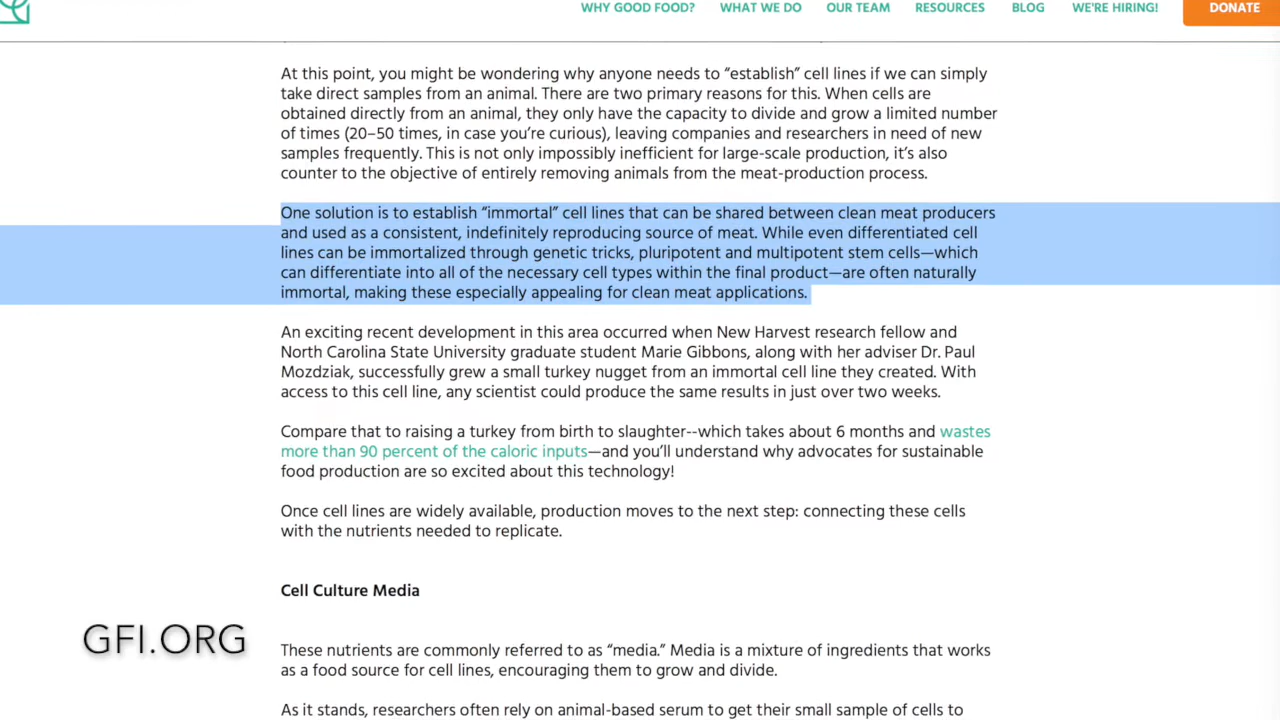 WHY GOOD FOOD? WHAT WE DO OUR TEAM RESOURCES BLOG WE'RE HIRING! DONATE
At this point, you might be wondering why anyone needs to “establish” cell lines if we can simply
take direct samples from an animal. There are two primary reasons for this. When cells are
obtained directly from an animal, they only have the capacity to divide and grow a limited number
of times (20–50 times, in case you’re curious), leaving companies and researchers in need of new
samples frequently. This is not only impossibly inefficient for large-scale production, it’s also
counter to the objective of entirely removing animals from the meat-production process.
One solution is to establish “immortal” cell lines that can be shared between clean meat producers
and used as a consistent, indefinitely reproducing source of meat. While even differentiated cell
lines can be immortalized through genetic tricks, pluripotent and multipotent stem cells—which
can differentiate into all of the necessary cell types within the final product—are often naturally
immortal, making these especially appealing for clean meat applications.
An exciting recent development in this area occurred when New Harvest research fellow and
North Carolina State University graduate student Marie Gibbons, along with her adviser Dr. Paul
Mozdziak, successfully grew a small turkey nugget from an immortal cell line they created. With
access to this cell line, any scientist could produce the same results in just over two weeks.
Compare that to raising a turkey from birth to slaughter--which takes about 6 months and wastes
more than 90 percent of the caloric inputs—and you’ll understand why advocates for sustainable
food production are so excited about this technology!
Once cell lines are widely available, production moves to the next step: connecting these cells
with the nutrients needed to replicate.
Cell Culture Media
GFI.ORG
These nutrients are commonly referred to as “media.” Media is a mixture of ingredients that works
as a food source for cell lines, encouraging them to grow and divide.
As it stands, researchers often rely on animal-based serum to get their small sample of cells to